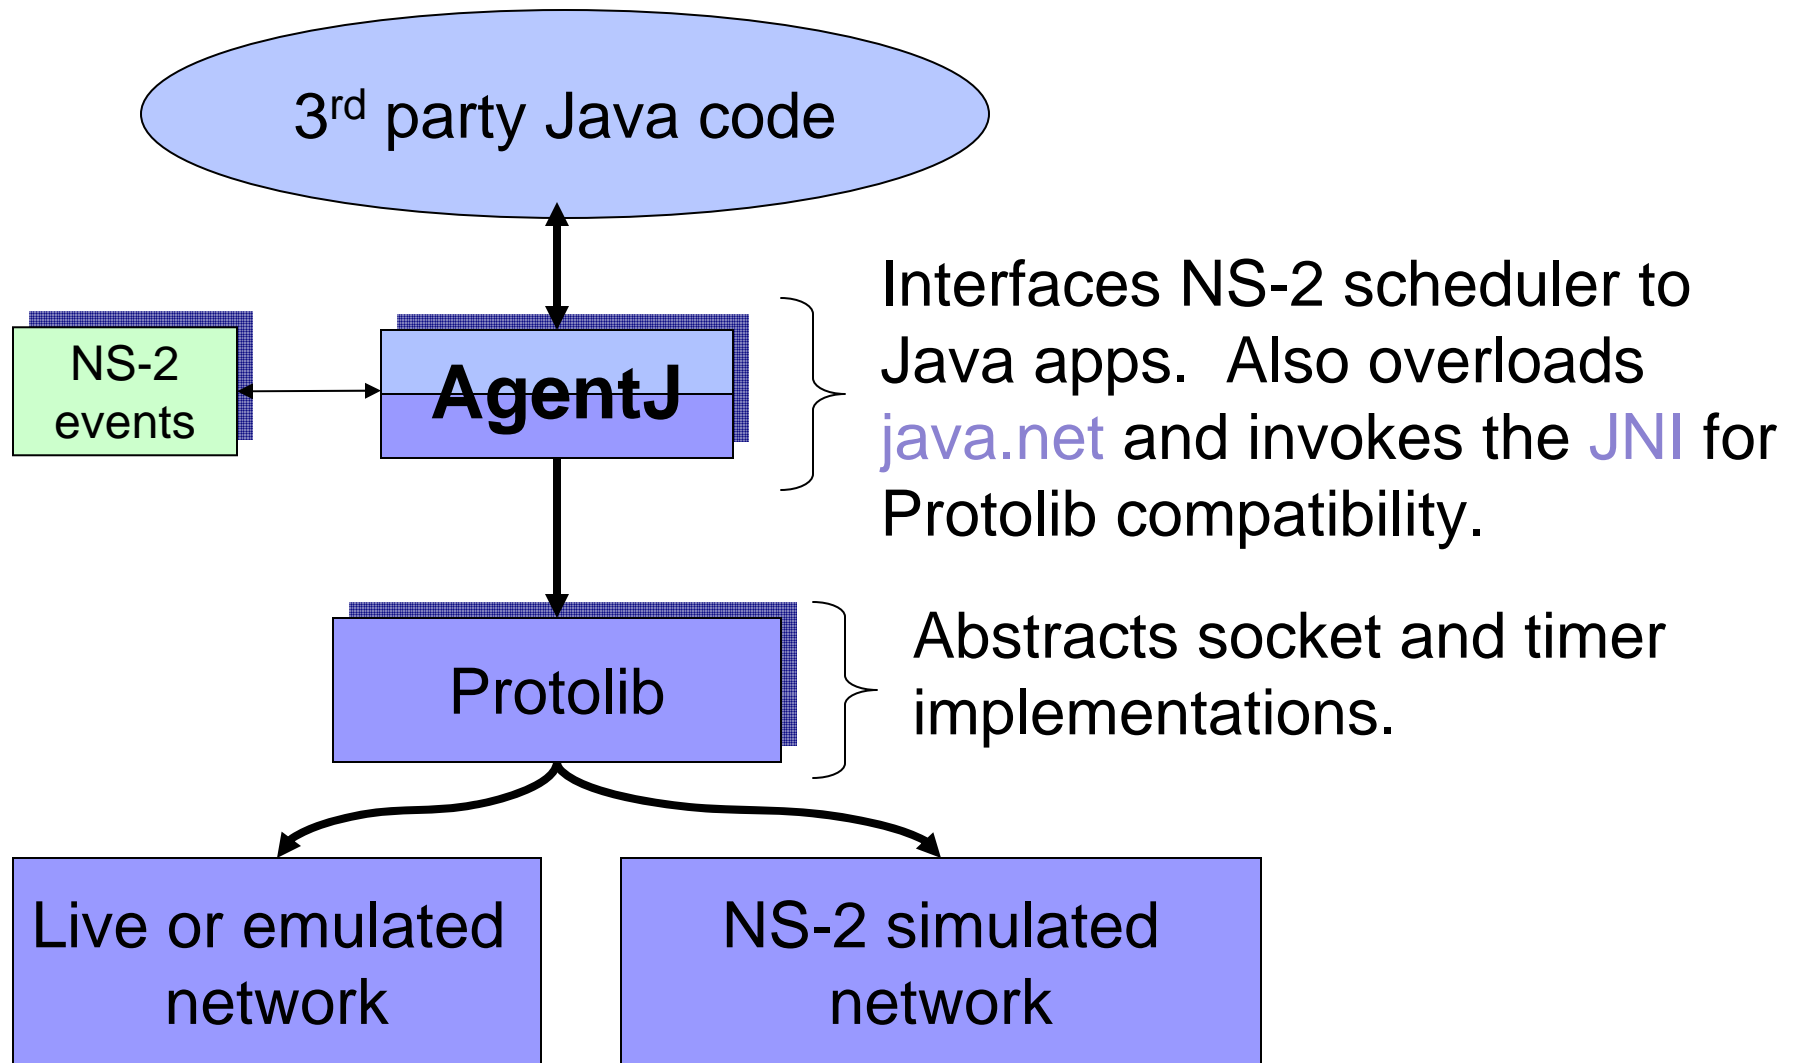 3rd party Java code
NS-2
events
AgentJ
Interfaces NS-2 scheduler to
Java apps.  Also overloads
java.net and invokes the JNI for
Protolib compatibility.
Protolib
Abstracts socket and timer
implementations.
Live or emulated
network
NS-2 simulated
network